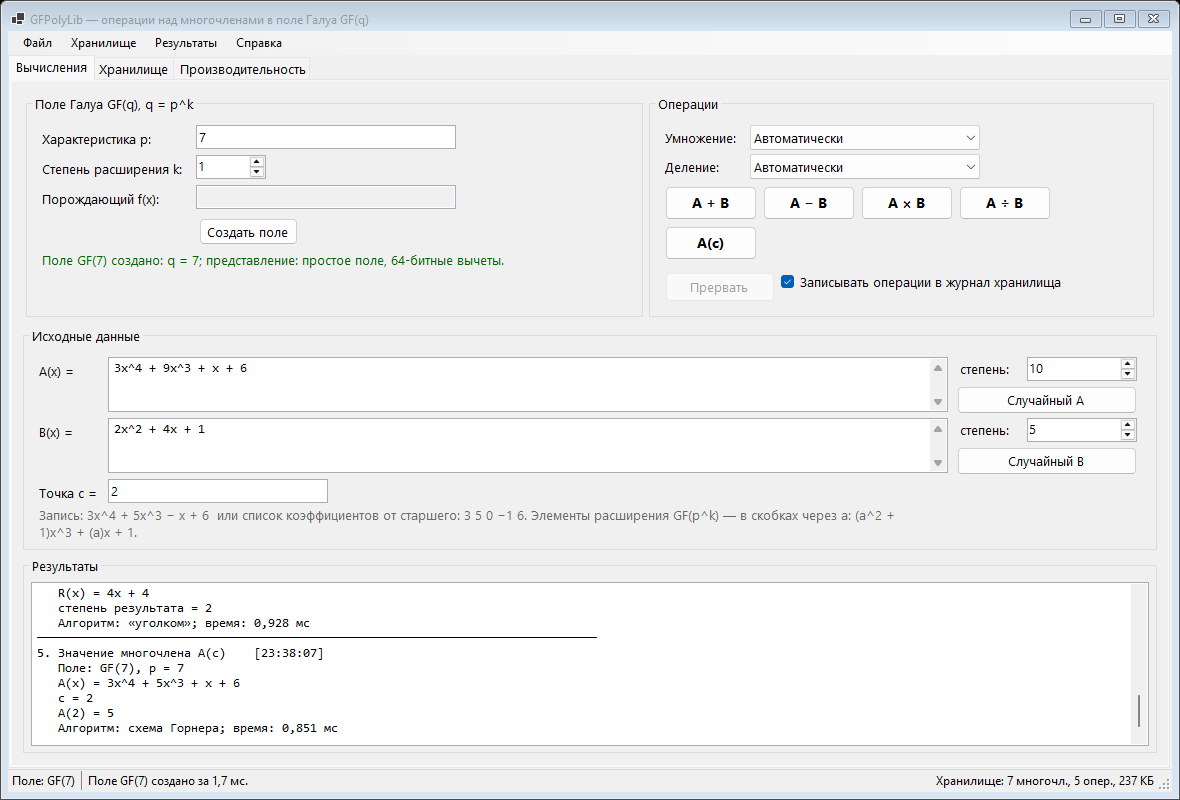 GFPolyLib — операции над многочленами в поле Галуа GF(q)
Файл Хранилище Результаты Справка
Вычисления Хранилище Производительность
Поле Галуа GF(q), q = p^k
Характеристика p: 7
Степень расширения k: 1
Порождающий f(x):
Создать поле
Поле GF(7) создано: q = 7; представление: простое поле, 64-битные вычеты.
Операции
Умножение: Автоматически
Деление: Автоматически
A + B A − B A × B A ÷ B
A(c)
Прервать Записывать операции в журнал хранилища
Исходные данные
A(x) = 3x^4 + 9x^3 + x + 6 степень: 10
Случайный A
B(x) = 2x^2 + 4x + 1 степень: 5
Случайный B
Точка c = 2
Запись: 3x^4 + 5x^3 − x + 6 или список коэффициентов от старшего: 3 5 0 −1 6. Элементы расширения GF(p^k) — в скобках через a: (a^2 +
1)x^3 + (a)x + 1.
Результаты
R(x) = 4x + 4
степень результата = 2
Алгоритм: «уголком»; время: 0,928 мс
5. Значение многочлена A(c) [23:38:07]
Поле: GF(7), p = 7
A(x) = 3x^4 + 5x^3 + x + 6
c = 2
A(2) = 5
Алгоритм: схема Горнера; время: 0,851 мс
Поле: GF(7) Поле GF(7) создано за 1,7 мс. Хранилище: 7 многочл., 5 опер., 237 КБ